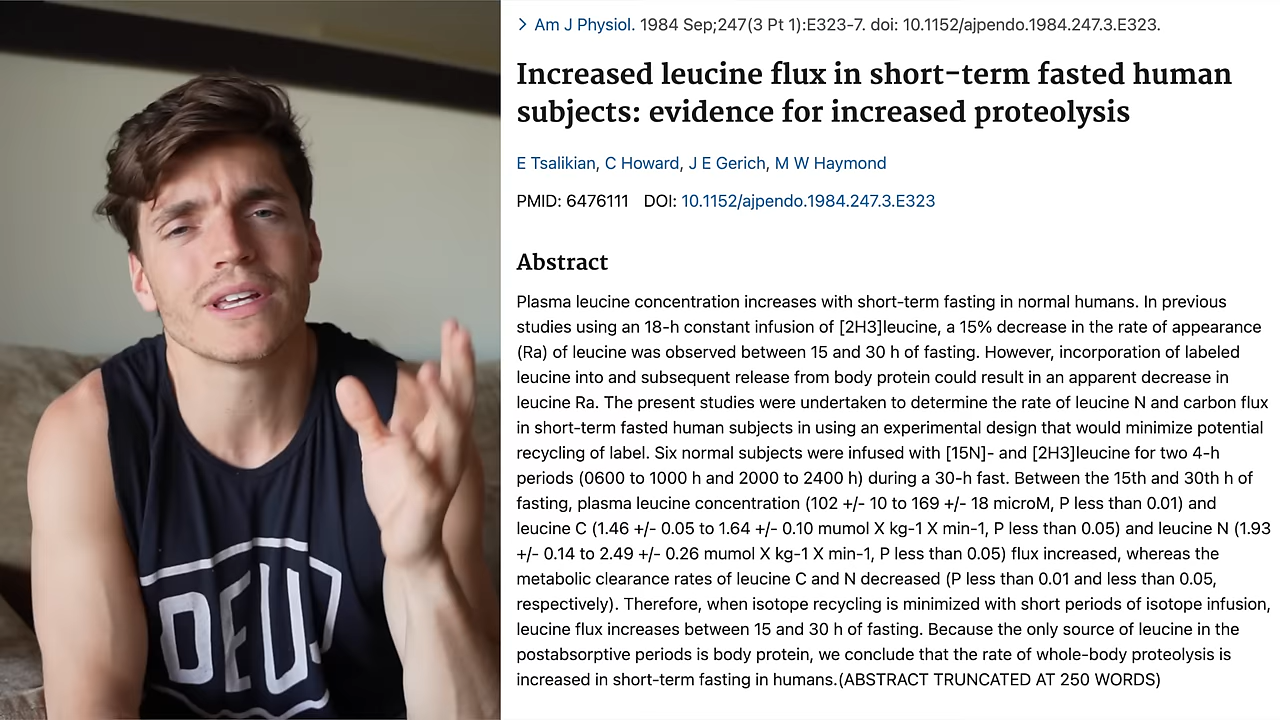 > Am J Physiol. 1984 Sep;247(3 Pt 1):E323-7. doi: 10.1152/ajpendo.1984.247.3.E323.
Increased leucine flux in short-term fasted human
subjects: evidence for increased proteolysis
E Tsalikian, C Howard, J E Gerich, M W Haymond
PMID: 6476111 DOI: 10.1152/ajpendo.1984.247.3.E323
Abstract
Plasma leucine concentration increases with short-term fasting in normal humans. In previous
studies using an 18-h constant infusion of [2H3]leucine, a 15% decrease in the rate of appearance
(Ra) of leucine was observed between 15 and 30 h of fasting. However, incorporation of labeled
leucine into and subsequent release from body protein could result in an apparent decrease in
leucine Ra. The present studies were undertaken to determine the rate of leucine N and carbon flux
in short-term fasted human subjects in using an experimental design that would minimize potential
recycling of label. Six normal subjects were infused with [15N]- and [2H3]leucine for two 4-h
periods (0600 to 1000 h and 2000 to 2400 h) during a 30-h fast. Between the 15th and 30th h of
fasting, plasma leucine concentration (102 +/- 10 to 169 +/- 18 microM, P less than 0.01) and
leucine C (1.46 +/- 0.05 to 1.64 +/- 0.10 mumol X kg-1 X min-1, P less than 0.05) and leucine N (1.93
+/- 0.14 to 2.49 +/- 0.26 mumol X kg-1 X min-1, P less than 0.05) flux increased, whereas the
metabolic clearance rates of leucine C and N decreased (P less than 0.01 and less than 0.05,
respectively). Therefore, when isotope recycling is minimized with short periods of isotope infusion,
leucine flux increases between 15 and 30 h of fasting. Because the only source of leucine in the
postabsorptive periods is body protein, we conclude that the rate of whole-body proteolysis is
increased in short-term fasting in humans.(ABSTRACT TRUNCATED AT 250 WORDS)